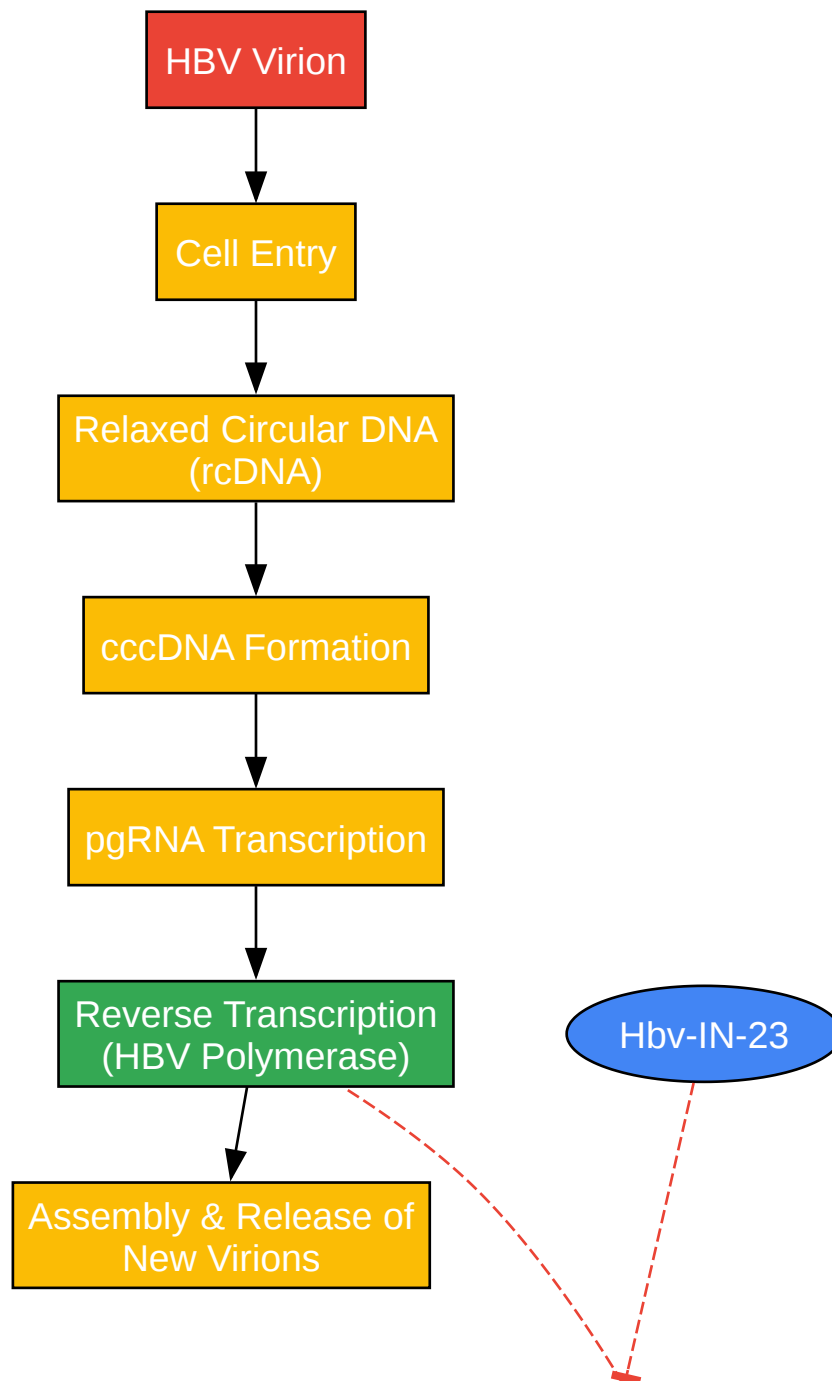 HBV Virion
Cell Entry
Relaxed Circular DNA
(rcDNA)
cccDNA Formation
pgRNA Transcription
Reverse Transcription
(HBV Polymerase)
Hbv-IN-23
Assembly & Release of
New Virions